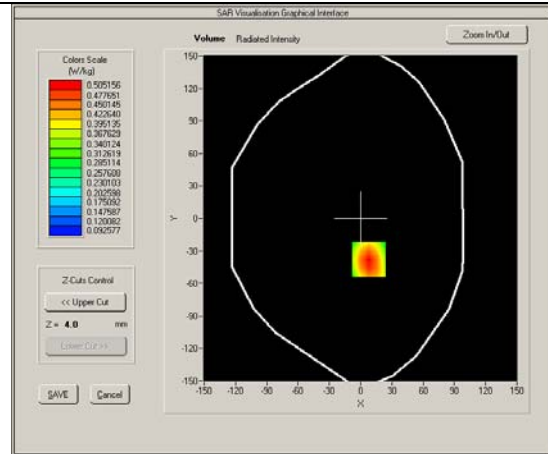 SAR Visualisation Graphical Interface
Volume Radiated Intensity
Zoom In/Out
Colors Scale
(W/kg)
0.505156
0.477651
0.450145
0.422640
0.395135
0.367629
0.340124
0.312619
0.285114
0.257608
0.230103
0.202598
0.175092
0.147587
0.120082
0.092577
Z-Cuts Control
<< Upper Cut
Z = 4.0 mm
Lower Cut >>
SAVE Cancel
150
120
90
60
30
0
-30
-60
-90
-120
-150
Y
-150 -120 -90 -60 -30 0 30 60 90 120 150
X